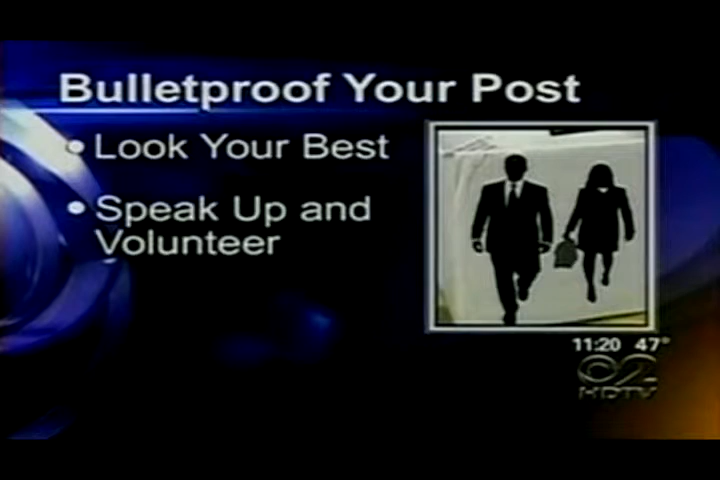 Bulletproof Your Post
• Look Your Best
• Speak Up and
Volunteer
11:20 47°
2
HDTV